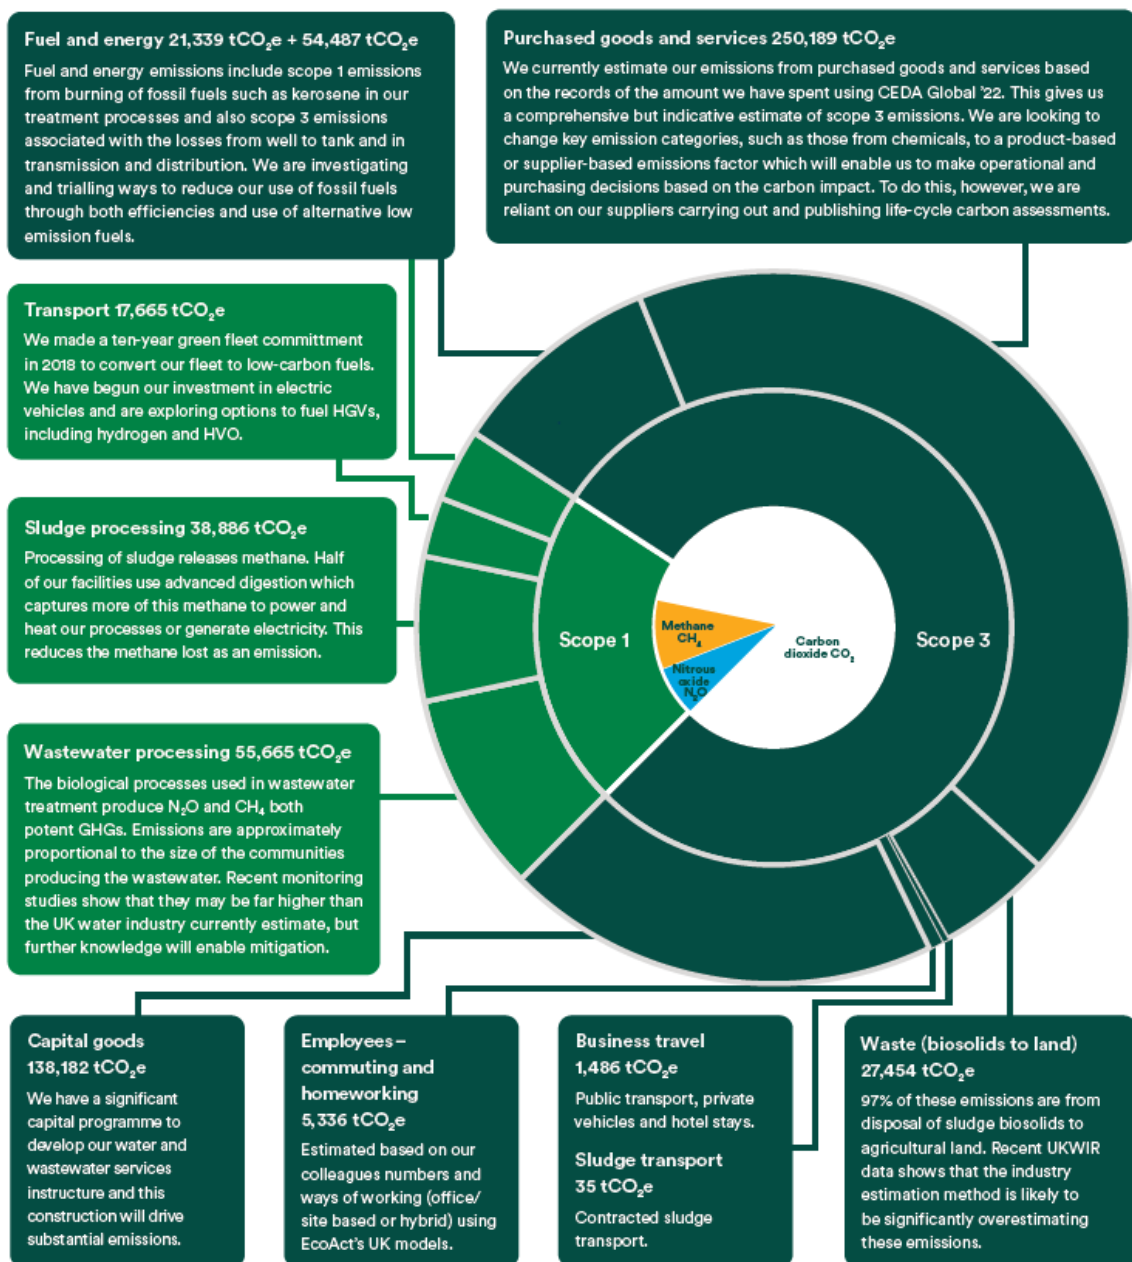 Fuel and energy 21,339 tCO₂e + 54,487 tCO₂e
Fuel and energy emissions include scope 1 emissions
from burning of fossil fuels such as kerosene in our
treatment processes and also scope 3 emissions
associated with the losses from well to tank and in
transmission and distribution. We are investigating
and trialling ways to reduce our use of fossil fuels
through both efficiencies and use of alternative low
emission fuels.
Purchased goods and services 250,189 tCO₂e
We currently estimate our emissions from purchased goods and services based
on the records of the amount we have spent using CEDA Global '22. This gives us
a comprehensive but indicative estimate of scope 3 emissions. We are looking to
change key emission categories, such as those from chemicals, to a product-based
or supplier-based emissions factor which will enable us to make operational and
purchasing decisions based on the carbon impact. To do this, however, we are
reliant on our suppliers carrying out and publishing life-cycle carbon assessments.
Transport 17,665 tCO₂e
We made a ten-year green fleet committment
in 2018 to convert our fleet to low-carbon fuels.
We have begun our investment in electric
vehicles and are exploring options to fuel HGVs,
including hydrogen and HVO.
Sludge processing 38,886 tCO₂e
Processing of sludge releases methane. Half
of our facilities use advanced digestion which
captures more of this methane to power and
heat our processes or generate electricity. This
reduces the methane lost as an emission.
Scope 1
Methane
CH₄
Nitrous
oxide
N₂O
Carbon
dioxide CO₂
Scope 3
Wastewater processing 55,665 tCO₂e
The biological processes used in wastewater
treatment produce N₂O and CH₄ both
potent GHGs. Emissions are approximately
proportional to the size of the communities
producing the wastewater. Recent monitoring
studies show that they may be far higher than
the UK water industry currently estimate, but
further knowledge will enable mitigation.
Capital goods
138,182 tCO₂e
We have a significant
capital programme to
develop our water and
wastewater services
instructure and this
construction will drive
substantial emissions.
Employees –
commuting and
homeworking
5,336 tCO₂e
Estimated based on our
colleagues numbers and
ways of working (office/
site based or hybrid) using
EcoAct's UK models.
Business travel
1,486 tCO₂e
Public transport, private
vehicles and hotel stays.
Sludge transport
35 tCO₂e
Contracted sludge
transport.
Waste (biosolids to land)
27,454 tCO₂e
97% of these emissions are from
disposal of sludge biosolids to
agricultural land. Recent UKWIR
data shows that the industry
estimation method is likely to
be significantly overestimating
these emissions.